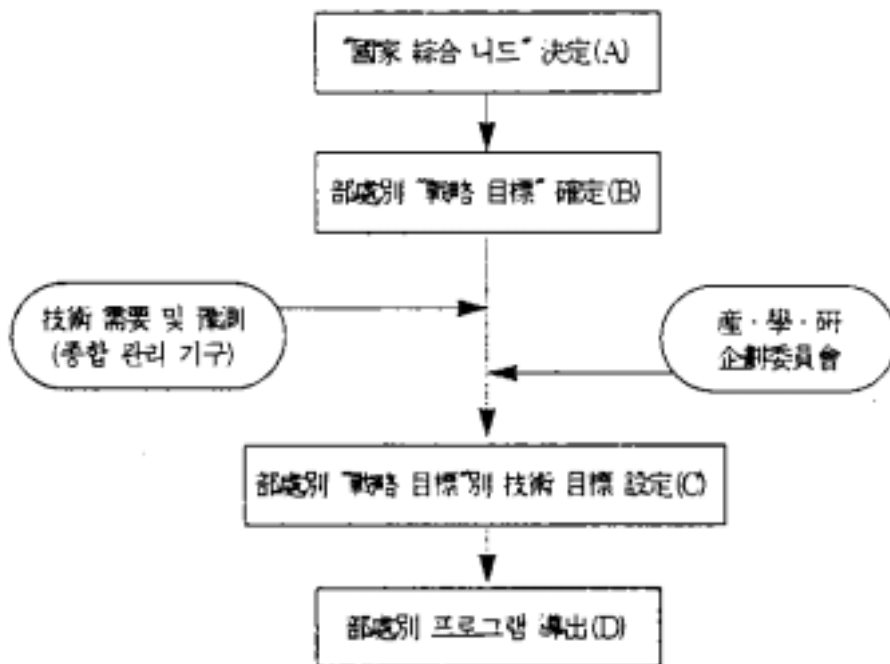 "國家 綜合 니드" 決定(A)
部處別 "戰略 目標" 確定(B)
技術 需要 및 豫測
(종합 관리 기구)
産·學·研
企劃委員會
部處別 "戰略 目標"別 技術 目標 設定(C)
部處別 프로그램 導出(D)